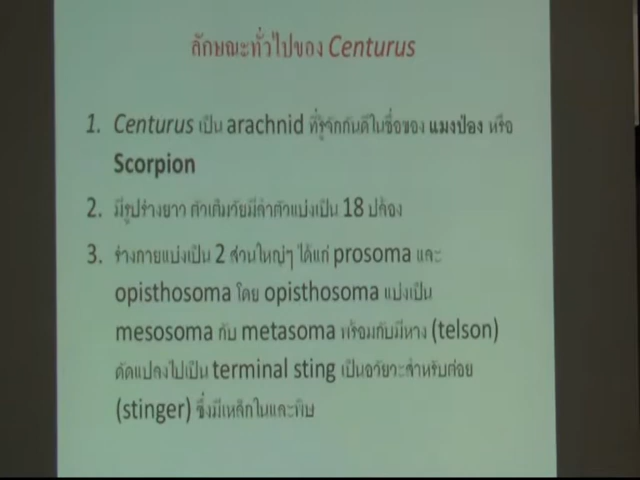 ลักษณะทั่วไปของ Centurus
1. Centurus เป็น arachnid ที่รู้จักกันดีในชื่อของ แมงป่อง หรือ
Scorpion
2. มีรูปร่างยาว ตัวเต็มวัยมีลำตัวแบ่งเป็น 18 ปล้อง
3. ร่างกายแบ่งเป็น 2 ส่วนใหญ่ๆ ได้แก่ prosoma และ
opisthosoma โดย opisthosoma แบ่งเป็น
mesosoma กับ metasoma พร้อมกับมีหาง (telson)
ดัดแปลงไปเป็น terminal sting เป็นอวัยวะสำหรับต่อย
(stinger) ซึ่งมีเหล็กในและพิษ